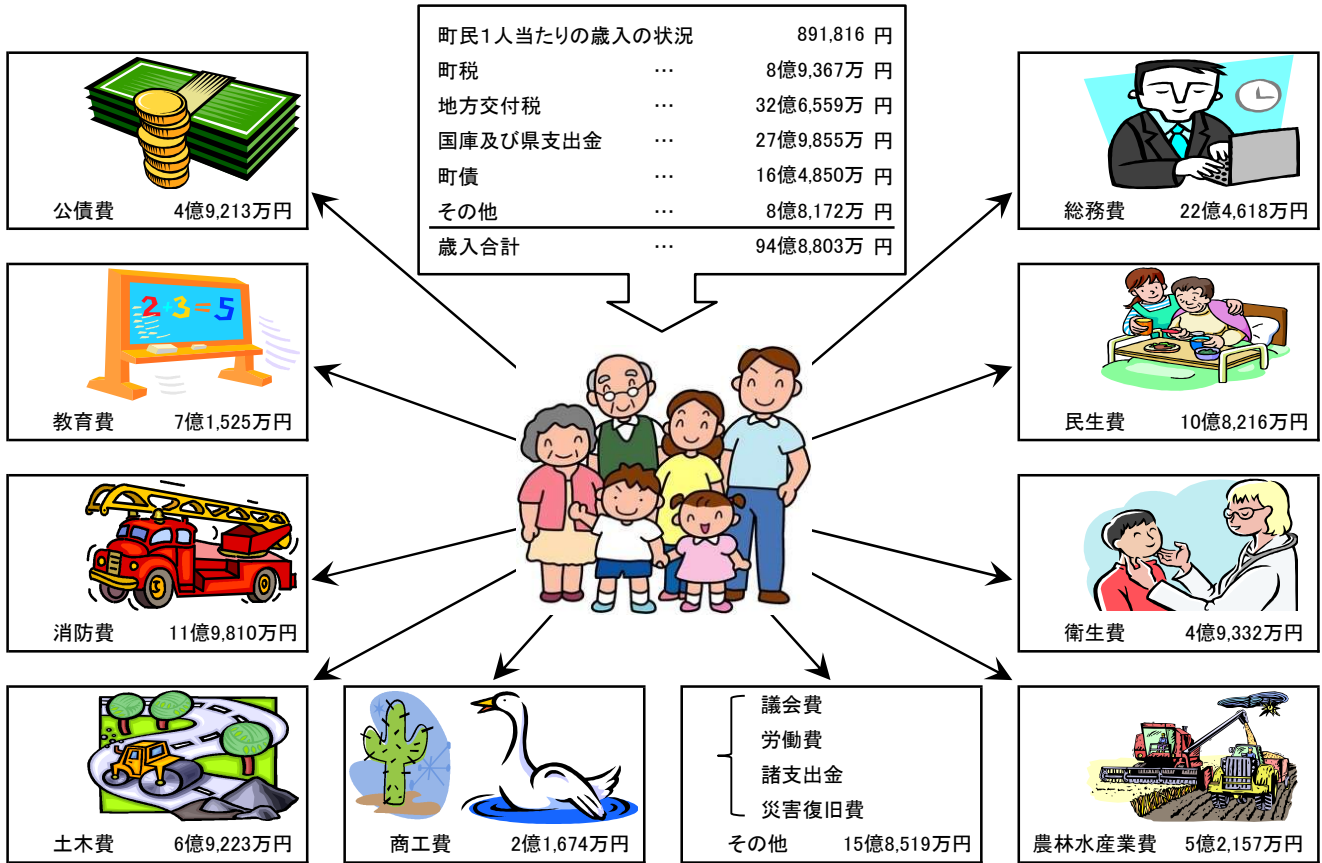 町民1人当たりの歳入の状況 891,816 円
町税 … 8億9,367万 円
地方交付税 … 32億6,559万 円
国庫及び県支出金 … 27億9,855万 円
町債 … 16億4,850万 円
その他 … 8億8,172万 円
歳入合計 … 94億8,803万 円
公債費 4億9,213万円
総務費 22億4,618万円
2+3=5
教育費 7億1,525万円
民生費 10億8,216万円
消防費 11億9,810万円
衛生費 4億9,332万円
土木費 6億9,223万円
商工費 2億1,674万円
議会費
労働費
諸支出金
災害復旧費
その他 15億8,519万円
農林水産業費 5億2,157万円